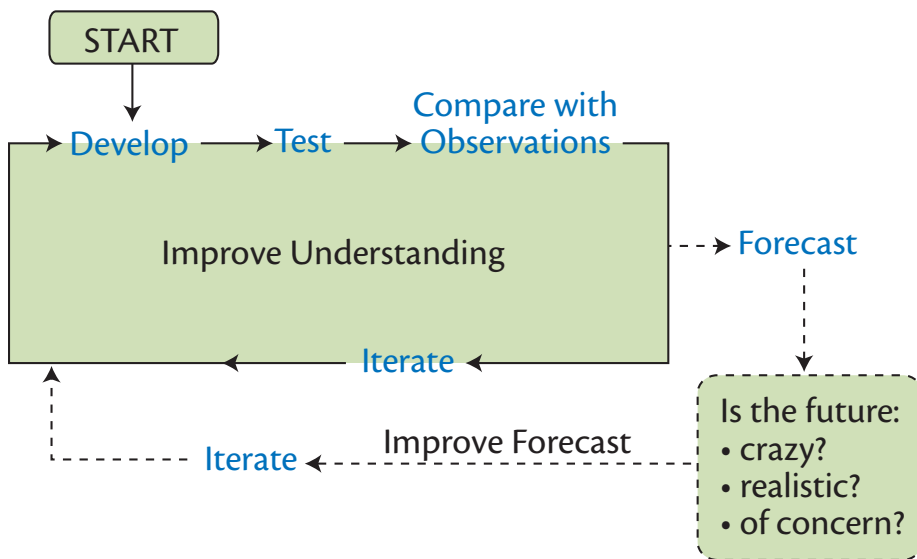 START
Develop
Test
Compare with
Observations
Improve Understanding
Forecast
Iterate
Is the future:
• crazy?
• realistic?
• of concern?
Improve Forecast
Iterate